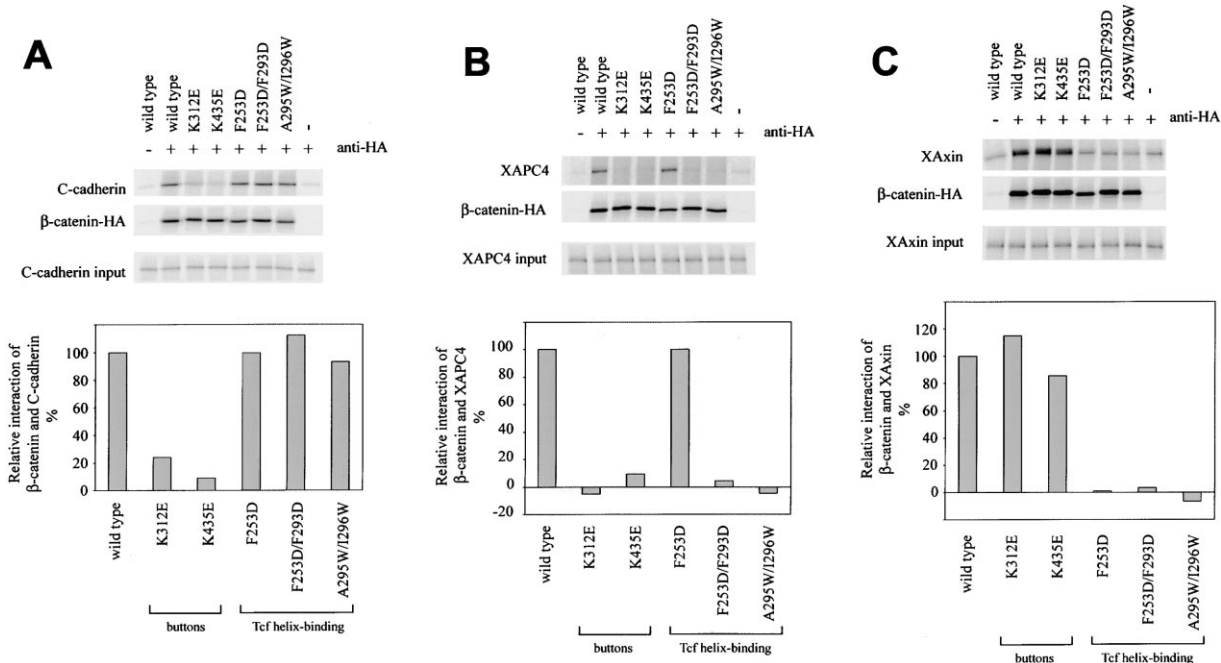 A
wild type
wild type
K312E
K435E
F253D
F253D/F293D
A295W/I296W
-
- + + + + + + + anti-HA
C-cadherin
β-catenin-HA
C-cadherin input
Relative interaction of
β-catenin and C-cadherin
%
100
80
60
40
20
0
wild type
K312E
K435E
F253D
F253D/F293D
A295W/I296W
buttons
Tcf helix-binding
B
wild type
wild type
K312E
K435E
F253D
F253D/F293D
A295W/I296W
-
- + + + + + + + anti-HA
XAPC4
β-catenin-HA
XAPC4 input
Relative interaction of
β-catenin and XAPC4
%
100
80
60
40
20
0
-20
wild type
K312E
K435E
F253D
F253D/F293D
A295W/I296W
buttons
Tcf helix-binding
C
wild type
wild type
K312E
K435E
F253D
F253D/F293D
A295W/I296W
-
- + + + + + + + anti-HA
XAxin
β-catenin-HA
XAxin input
Relative interaction of
β-catenin and XAxin
%
120
100
80
60
40
20
0
wild type
K312E
K435E
F253D
F253D/F293D
A295W/I296W
buttons
Tcf helix-binding